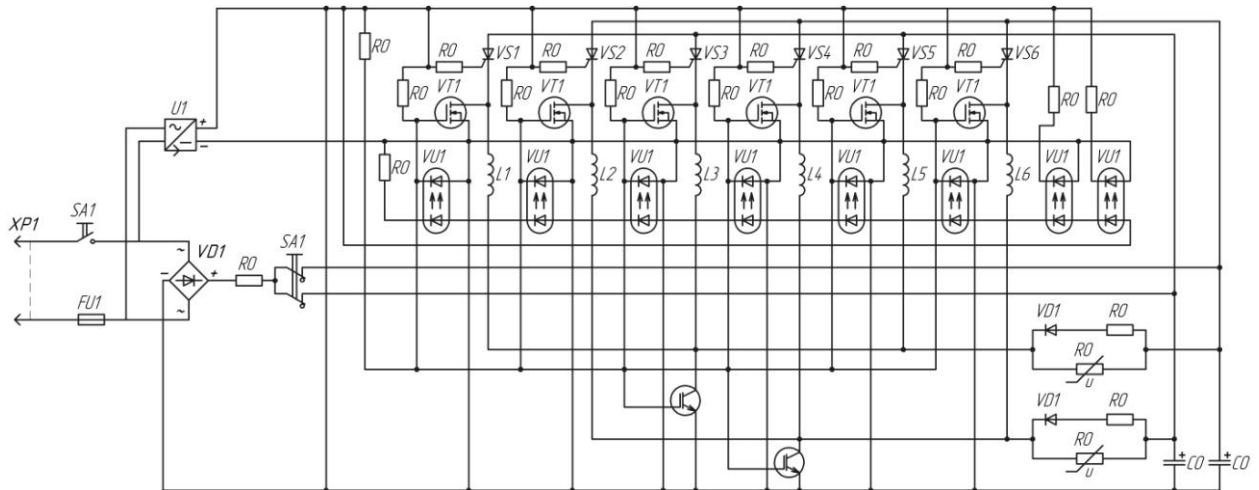 R0
R0 VS1
R0 VS2
R0 VS3
R0 VS4
R0 VS5
R0 VS6
R0 VT1
R0 VT1
R0 VT1
R0 VT1
R0 VT1
R0 VT1
R0 R0
U1
~ + −
R0
VU1 L1
VU1 L2
VU1 L3
VU1 L4
VU1 L5
VU1 L6
VU1 VU1
XP1 SA1
VD1
~ − + ~
R0
SA1
FU1
VD1 R0
R0
u
VD1 R0
R0
u
+ C0 + C0